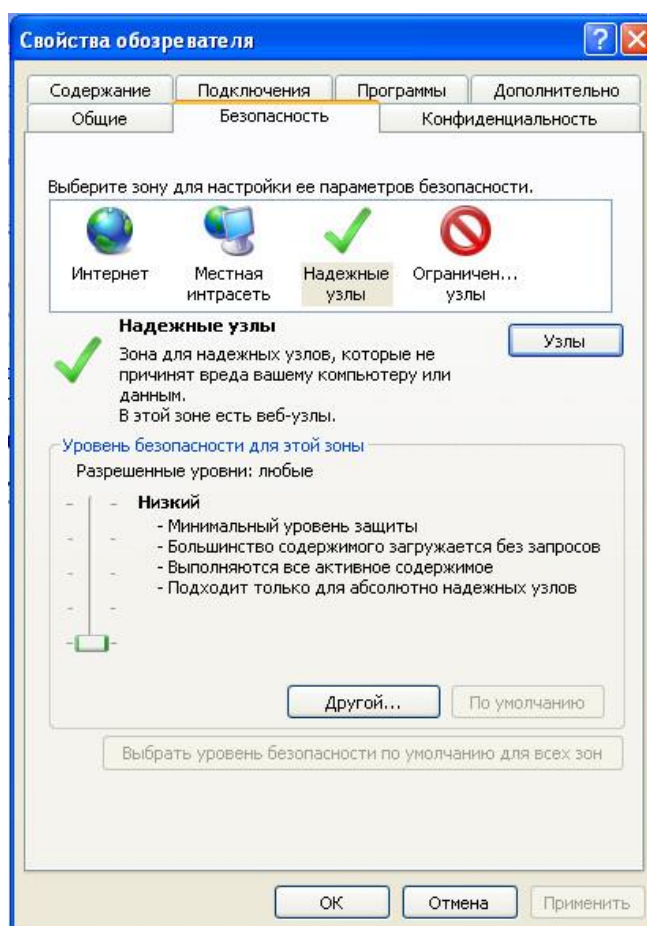 Свойства обозревателя
Содержание Подключения Программы Дополнительно
Общие Безопасность Конфиденциальность
Выберите зону для настройки ее параметров безопасности.
Интернет Местная интрасеть Надежные узлы Ограничен... узлы
Надежные узлы
Узлы
Зона для надежных узлов, которые не
причинят вреда вашему компьютеру или
данным.
В этой зоне есть веб-узлы.
Уровень безопасности для этой зоны
Разрешенные уровни: любые
Низкий
- Минимальный уровень защиты
- Большинство содержимого загружается без запросов
- Выполняются все активное содержимое
- Подходит только для абсолютно надежных узлов
Другой... По умолчанию
Выбрать уровень безопасности по умолчанию для всех зон
ОК Отмена Применить